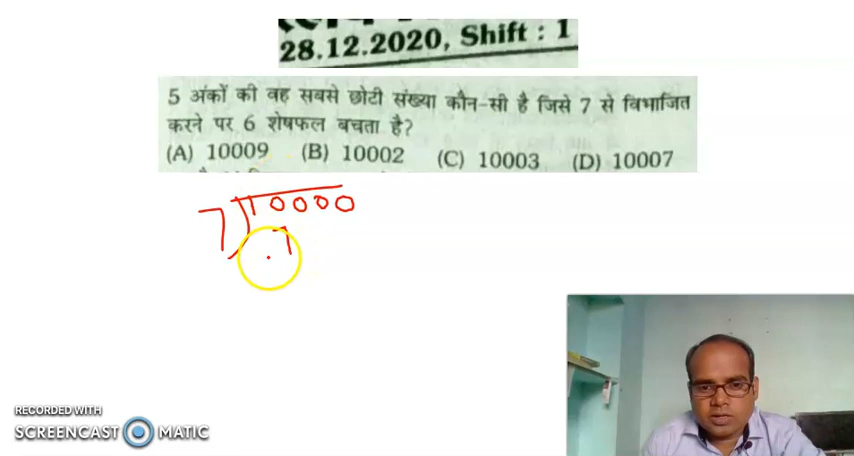 28.12.2020, Shift : 1
5 अंकों की वह सबसे छोटी संख्या कौन-सी है जिसे 7 से विभाजित
करने पर 6 शेषफल बचता है?
(A) 10009 (B) 10002 (C) 10003 (D) 10007
7 ) 10000
7
RECORDED WITH
SCREENCAST MATIC